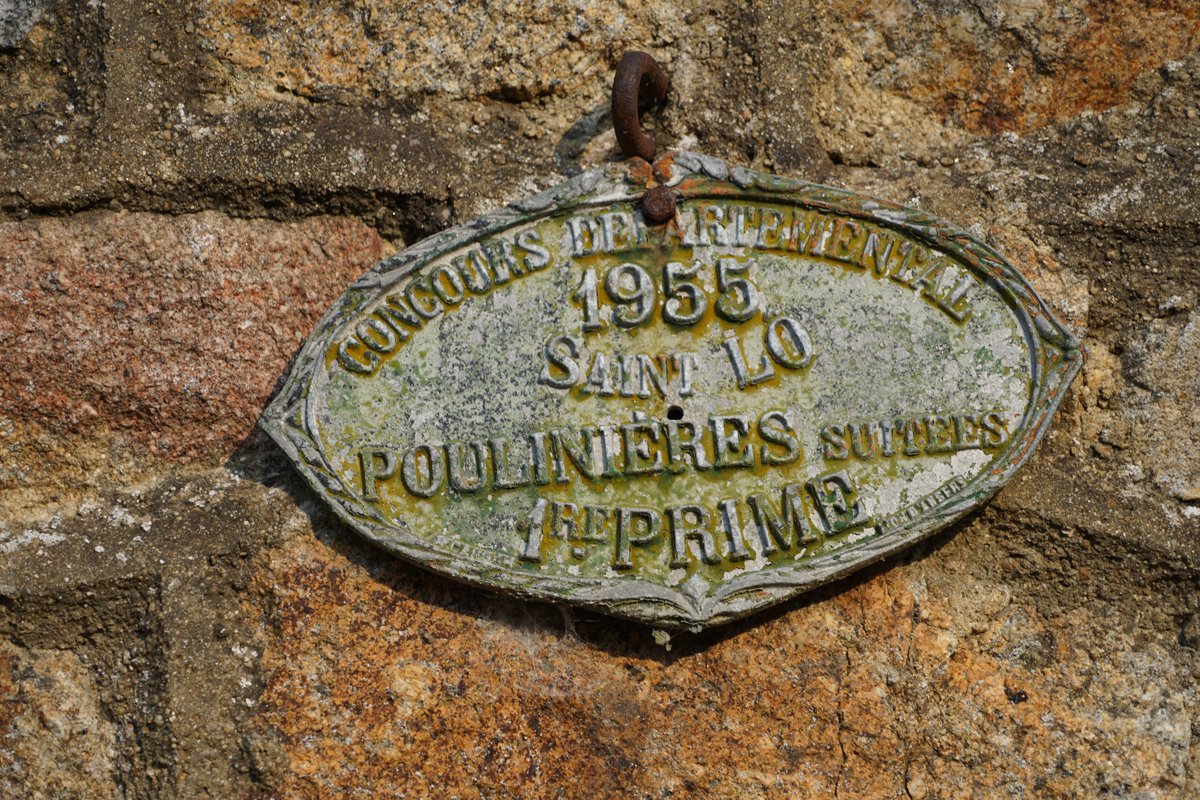 CONCOURS DEPARTEMENTAL
1955
SAINT LO
POULINIÈRES SUITÉES
1RE PRIME